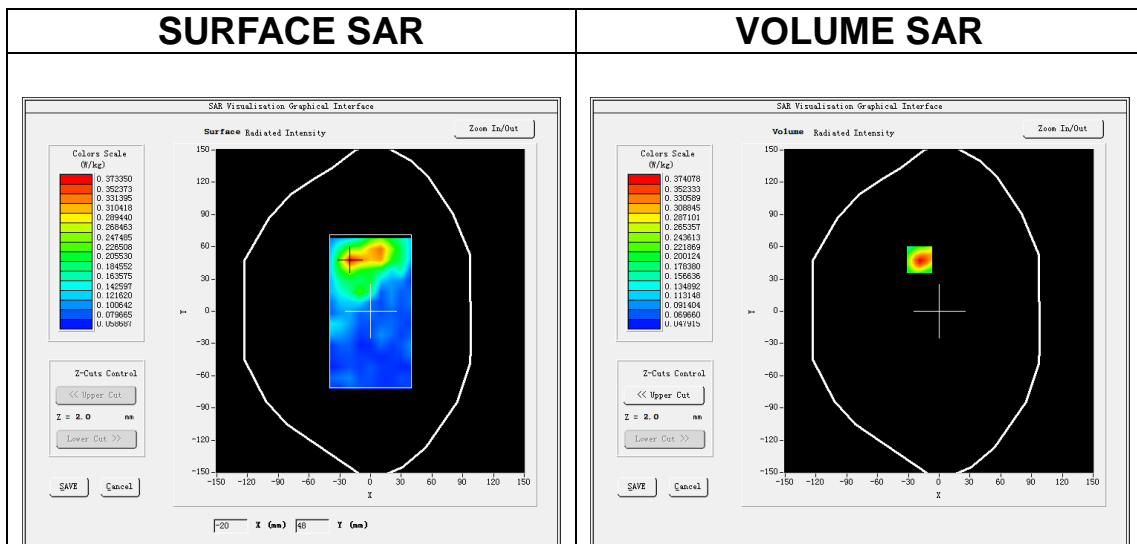 SURFACE SAR
SAR Visualisation Graphical Interface
Surface Radiated Intensity
Zoom In/Out
Colors Scale
(W/kg)
0.373350
0.352373
0.331395
0.310418
0.289440
0.268463
0.247485
0.226508
0.205530
0.184552
0.163575
0.142597
0.121620
0.100642
0.079665
0.058687
150
120
90
60
30
0
-30
-60
-90
-120
-150
Y
-150 -120 -90 -60 -30 0 30 60 90 120 150
X
Z-Cuts Control
<< Upper Cut
Z = 2.0 mm
Lower Cut >>
SAVE Cancel
-20 X (mm) 48 Y (mm)
VOLUME SAR
SAR Visualisation Graphical Interface
Volume Radiated Intensity
Zoom In/Out
Colors Scale
(W/kg)
0.374078
0.352333
0.330589
0.308845
0.287101
0.265357
0.243613
0.221869
0.200124
0.178380
0.156636
0.134892
0.113148
0.091404
0.069660
0.047915
150
120
90
60
30
0
-30
-60
-90
-120
-150
Y
-150 -120 -90 -60 -30 0 30 60 90 120 150
X
Z-Cuts Control
<< Upper Cut
Z = 2.0 mm
Lower Cut >>
SAVE Cancel